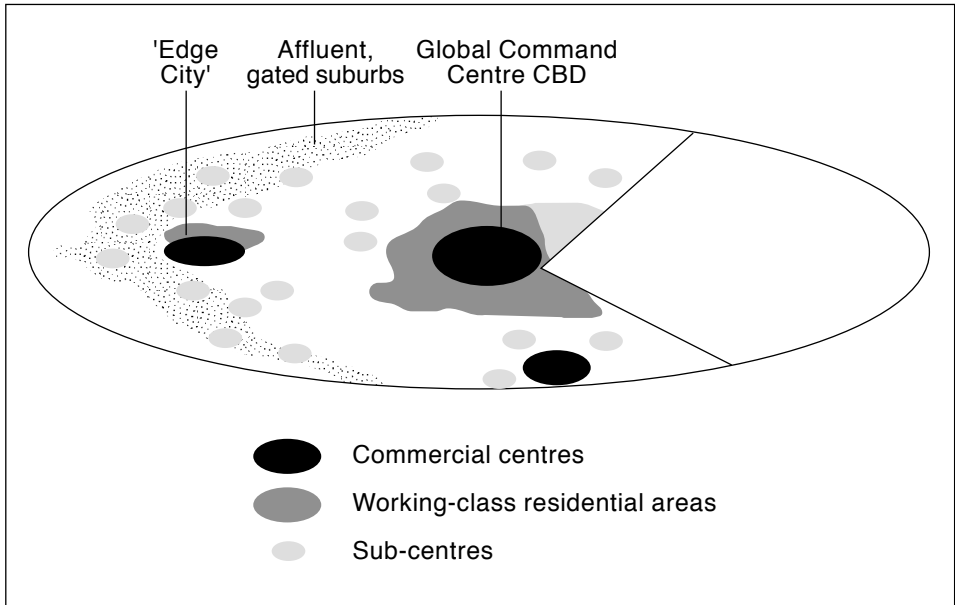 'Edge
City'
Affluent,
gated suburbs
Global Command
Centre CBD
Commercial centres
Working-class residential areas
Sub-centres